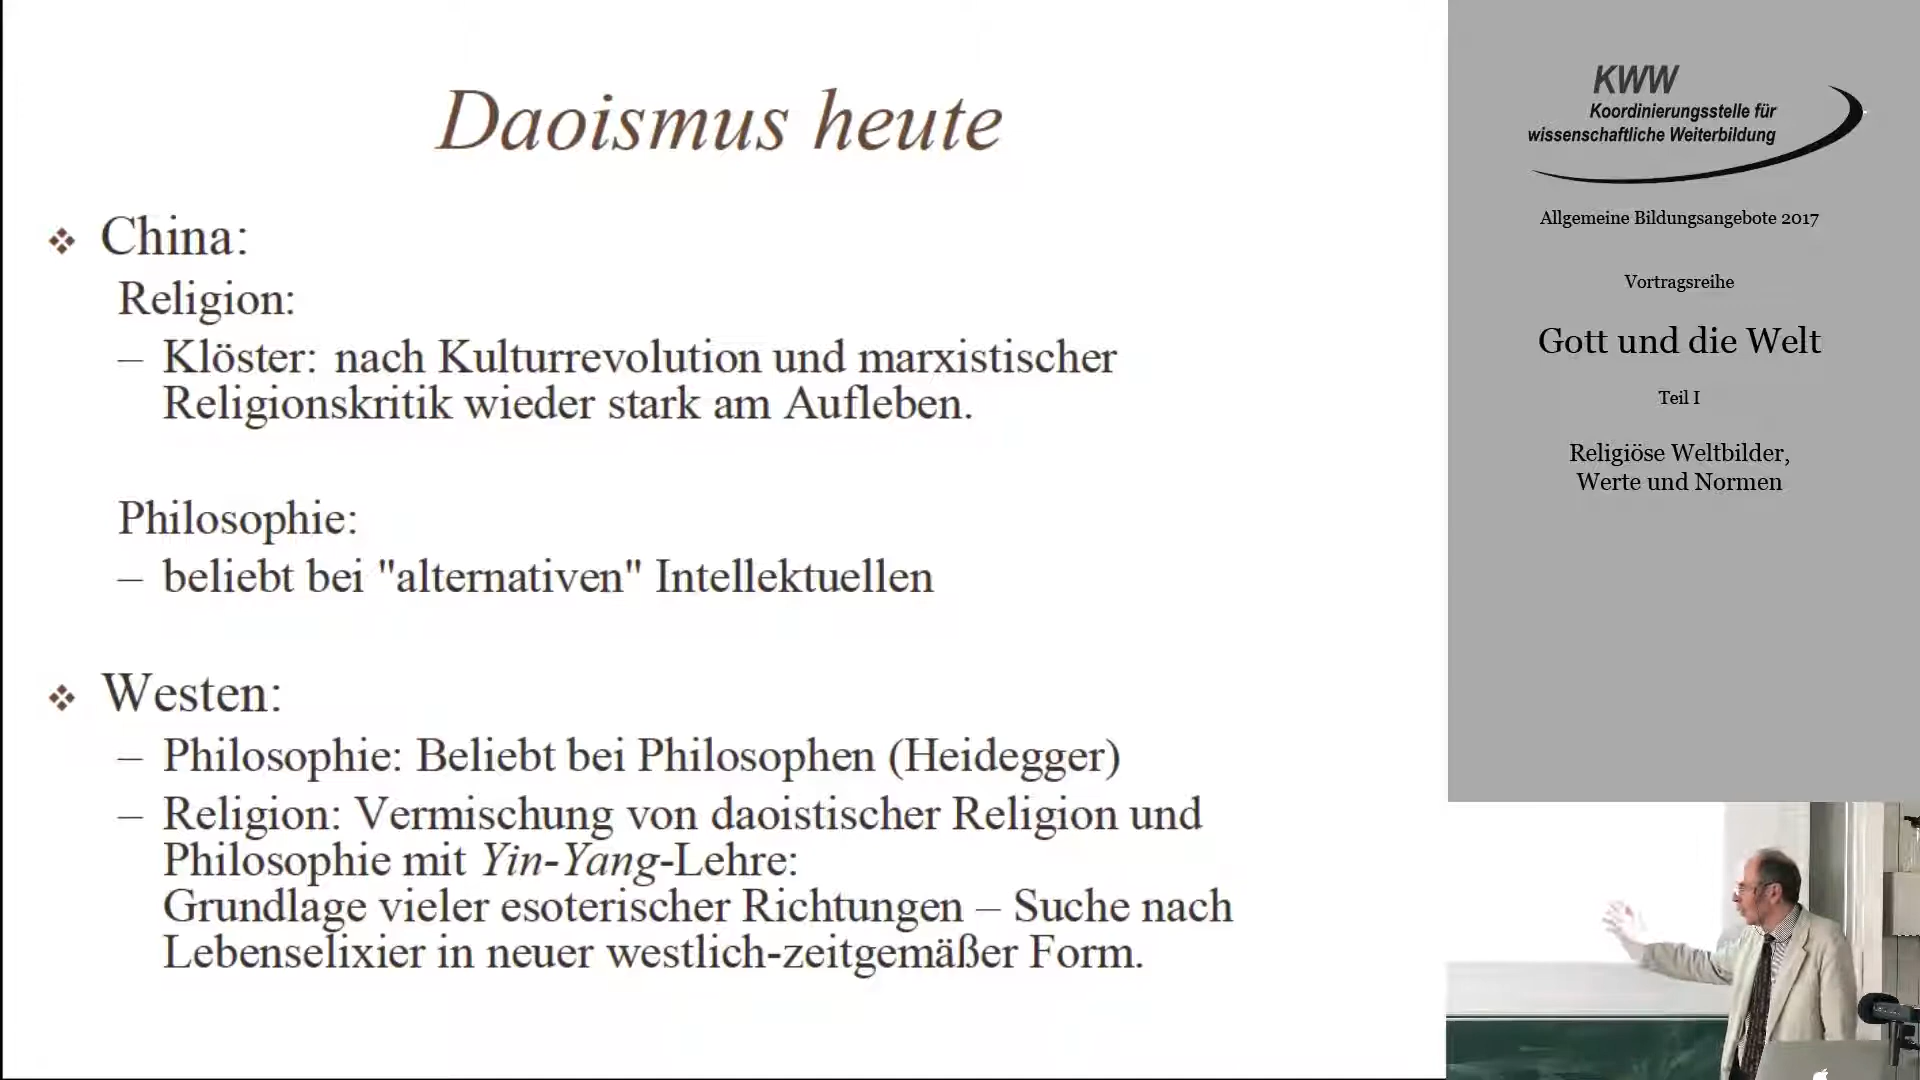 Daoismus heute
❖ China:
Religion:
– Klöster: nach Kulturrevolution und marxistischer
Religionskritik wieder stark am Aufleben.
Philosophie:
– beliebt bei "alternativen" Intellektuellen
❖ Westen:
– Philosophie: Beliebt bei Philosophen (Heidegger)
– Religion: Vermischung von daoistischer Religion und
Philosophie mit Yin-Yang-Lehre:
Grundlage vieler esoterischer Richtungen – Suche nach
Lebenselixier in neuer westlich-zeitgemäßer Form.
KWW
Koordinierungsstelle für
wissenschaftliche Weiterbildung
Allgemeine Bildungsangebote 2017
Vortragsreihe
Gott und die Welt
Teil I
Religiöse Weltbilder,
Werte und Normen